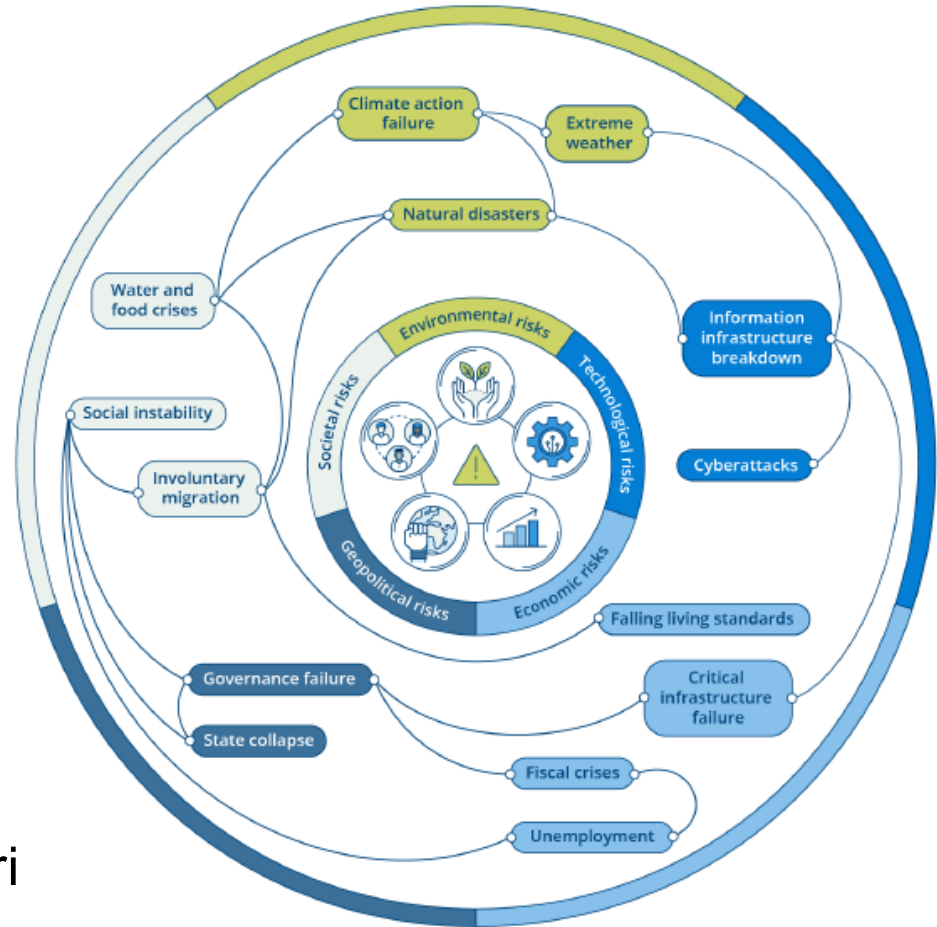 Climate action
failure
Extreme
weather
Natural disasters
Water and
food crises
Information
infrastructure
breakdown
Environmental risks
Technological risks
Societal risks
Social instability
Involuntary
migration
Cyberattacks
Geopolitical risks
Economic risks
Falling living standards
Governance failure
Critical
infrastructure
failure
State collapse
Fiscal crises
Unemployment
ri